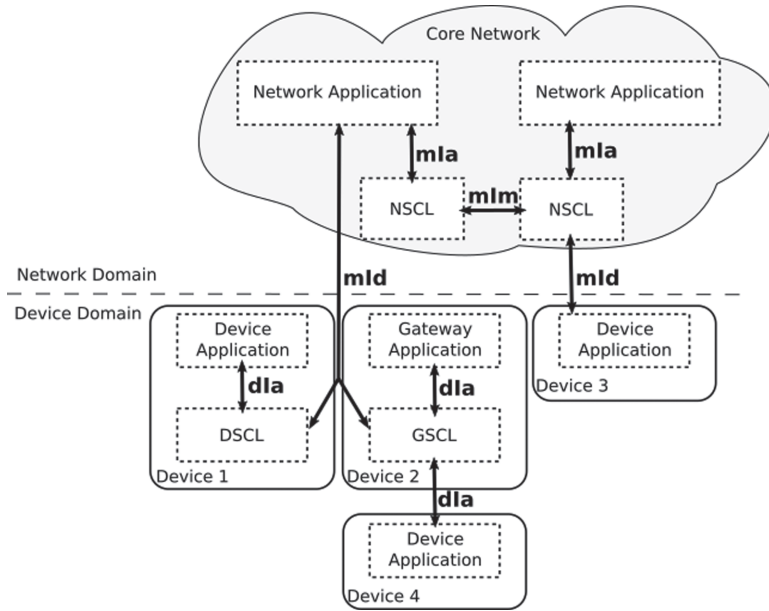 Core Network
Network Application
Network Application
mIa
mIa
NSCL
mIm
NSCL
mId
mId
Network Domain
Device Domain
Device
Application
dIa
DSCL
Device 1
Gateway
Application
dIa
GSCL
Device 2
Device
Application
Device 3
dIa
Device
Application
Device 4